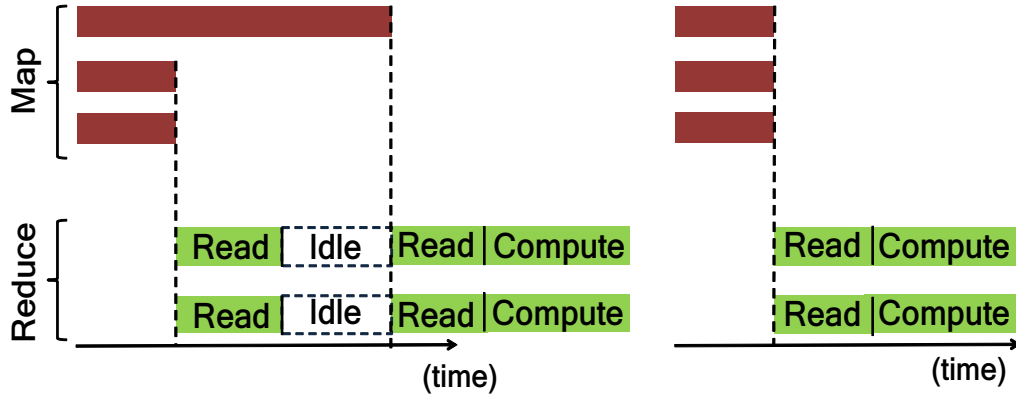 Map
Reduce
Read Idle Read Compute
Read Idle Read Compute
(time)
Read Compute
Read Compute
(time)